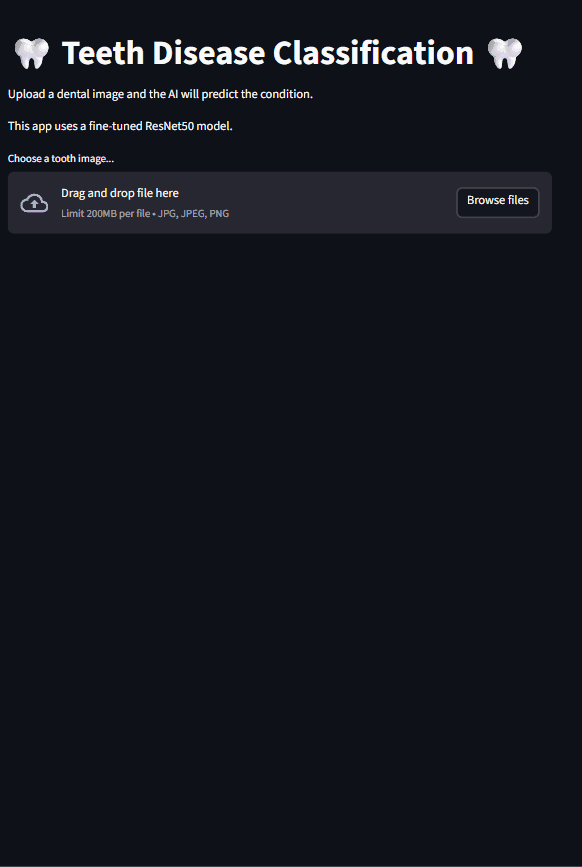 🦷 Teeth Disease Classification 🦷
Upload a dental image and the AI will predict the condition.
This app uses a fine-tuned ResNet50 model.
Choose a tooth image...
Drag and drop file here
Limit 200MB per file • JPG, JPEG, PNG
Browse files